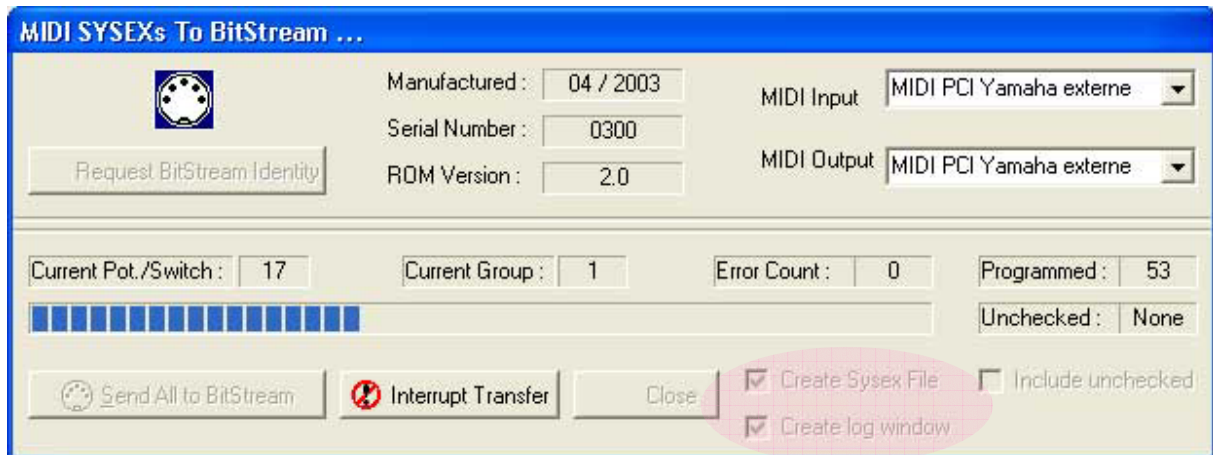 MIDI SYSEXs To BitStream ...
Manufactured : 04 / 2003
MIDI Input MIDI PCI Yamaha externe
Serial Number : 0300
Request BitStream Identity
ROM Version : 2.0
MIDI Output MIDI PCI Yamaha externe
Current Pot./Switch : 17
Current Group : 1
Error Count : 0
Programmed : 53
Unchecked : None
Send All to BitStream
Interrupt Transfer
Close
Create Sysex File
Include unchecked
Create log window